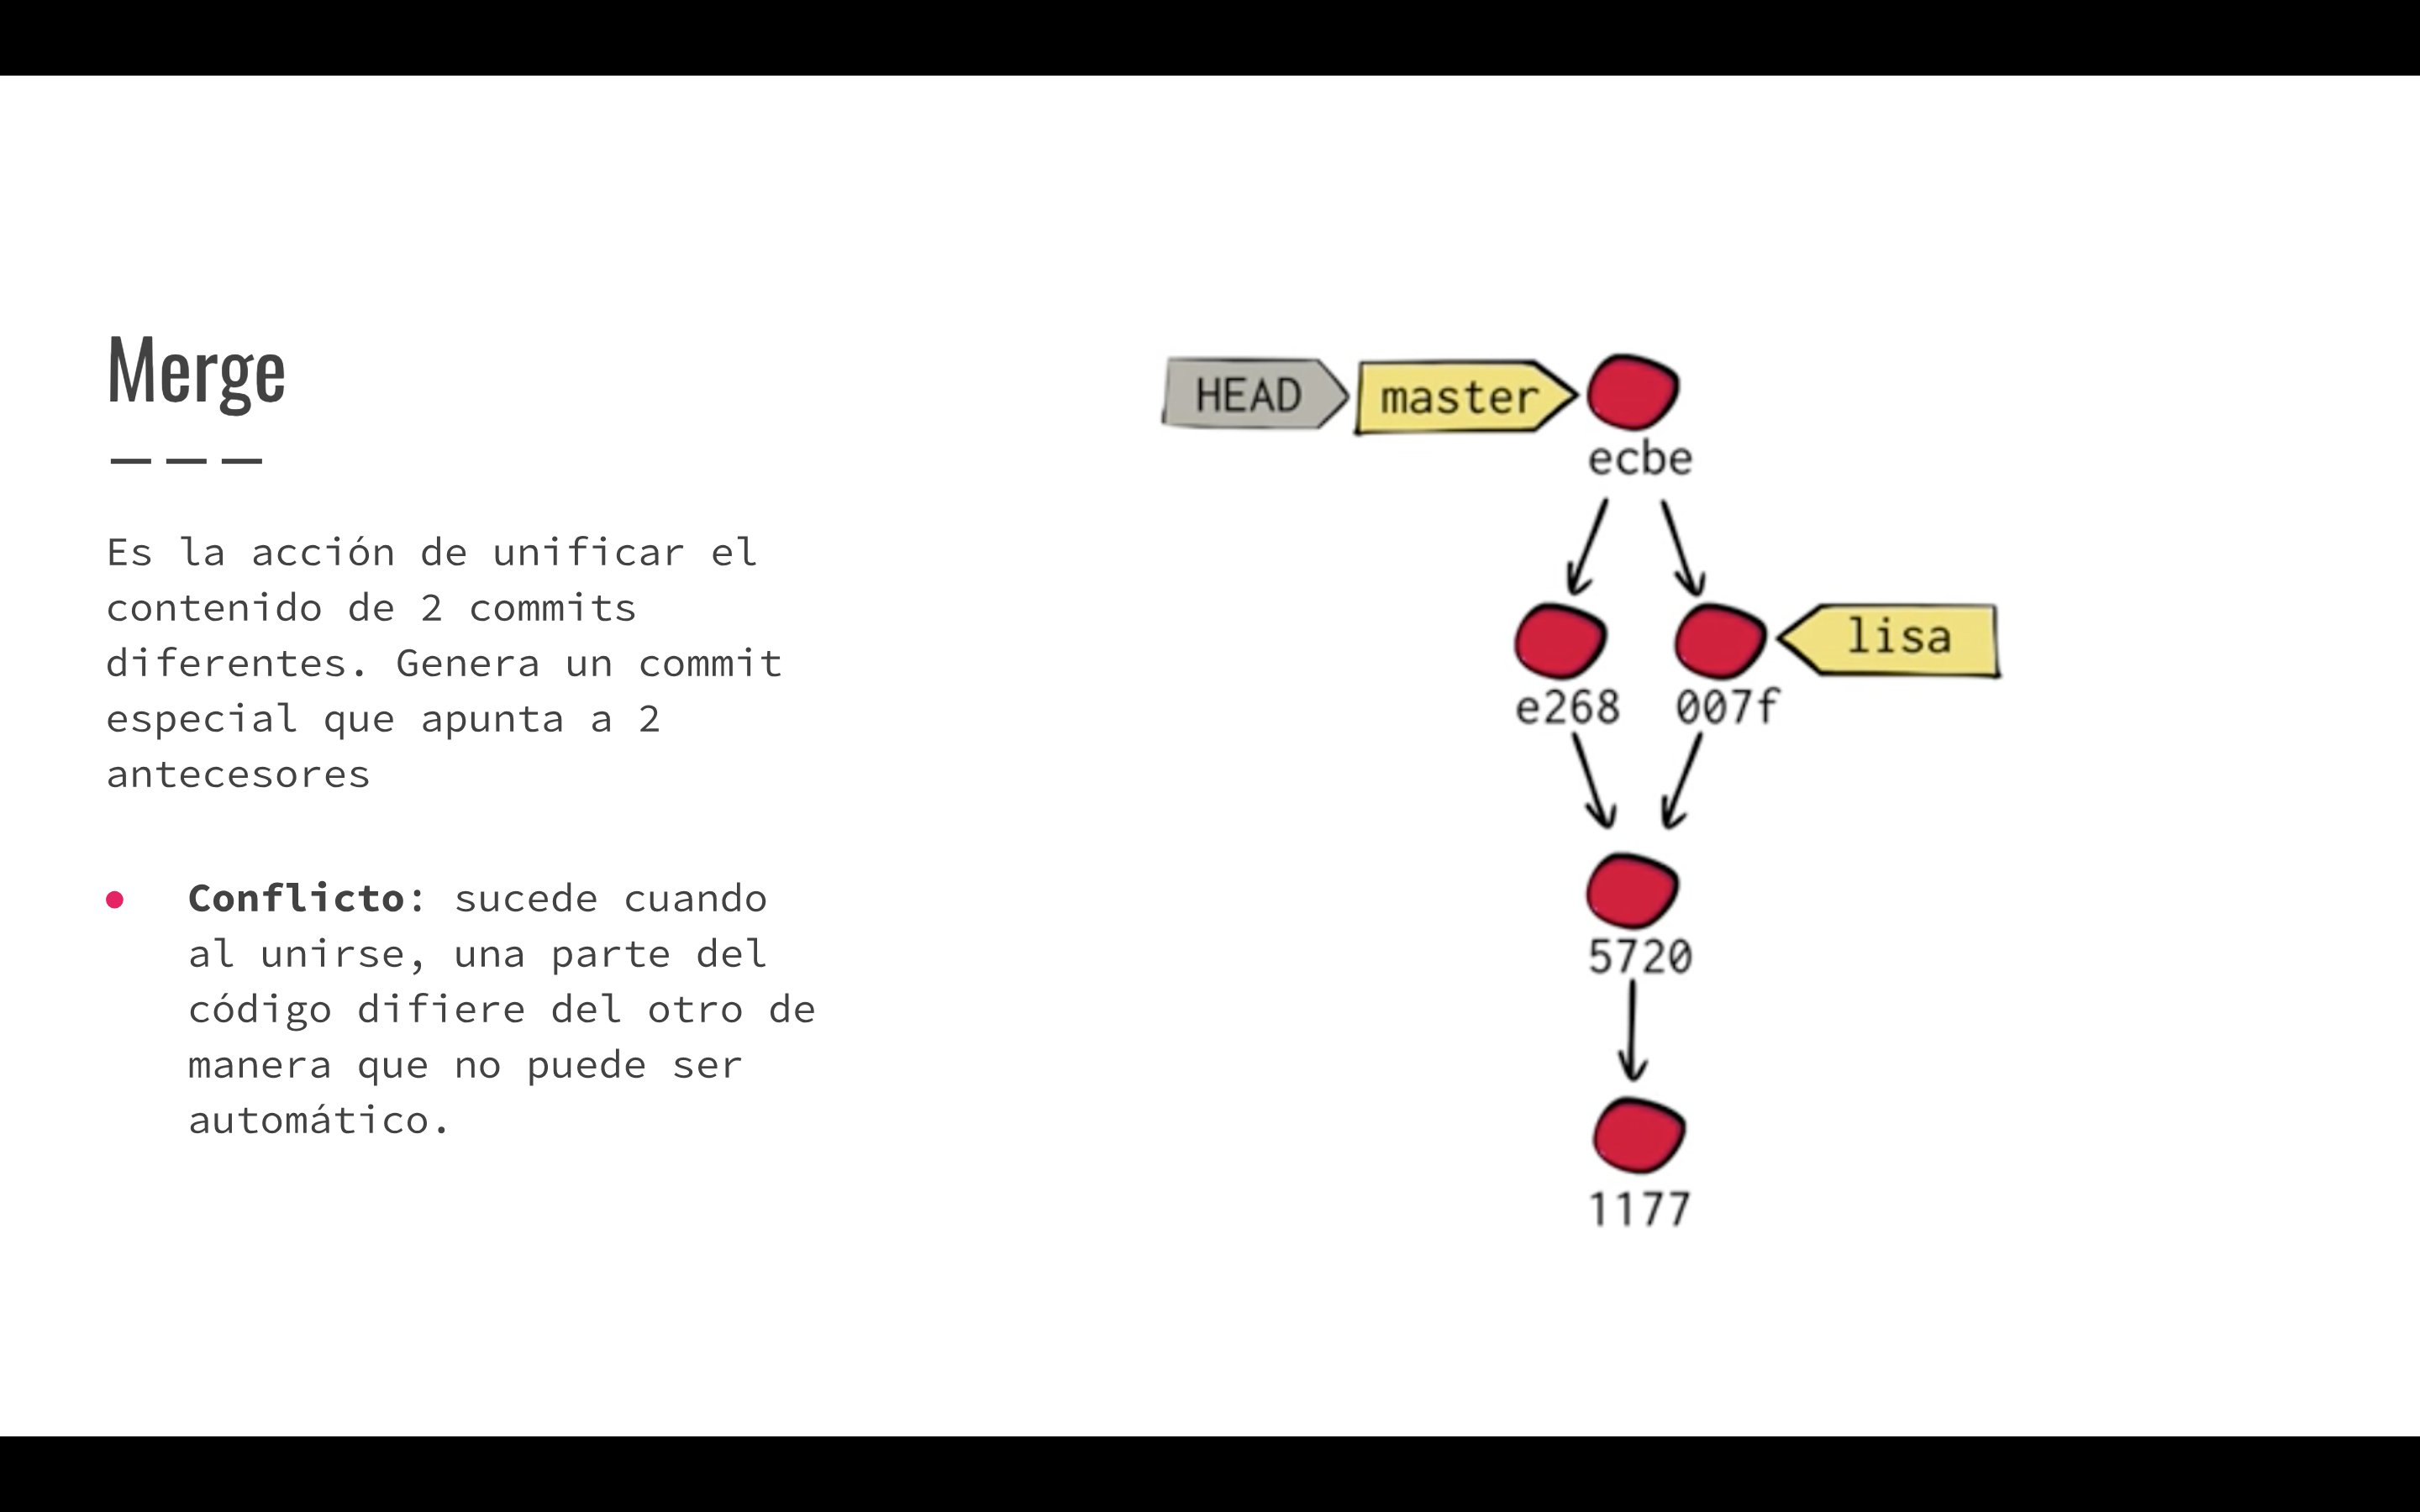 Merge
Es la acción de unificar el
contenido de 2 commits
diferentes. Genera un commit
especial que apunta a 2
antecesores
Conflicto: sucede cuando
al unirse, una parte del
código difiere del otro de
manera que no puede ser
automático.
HEAD
master
ecbe
e268
007f
lisa
5720
1177